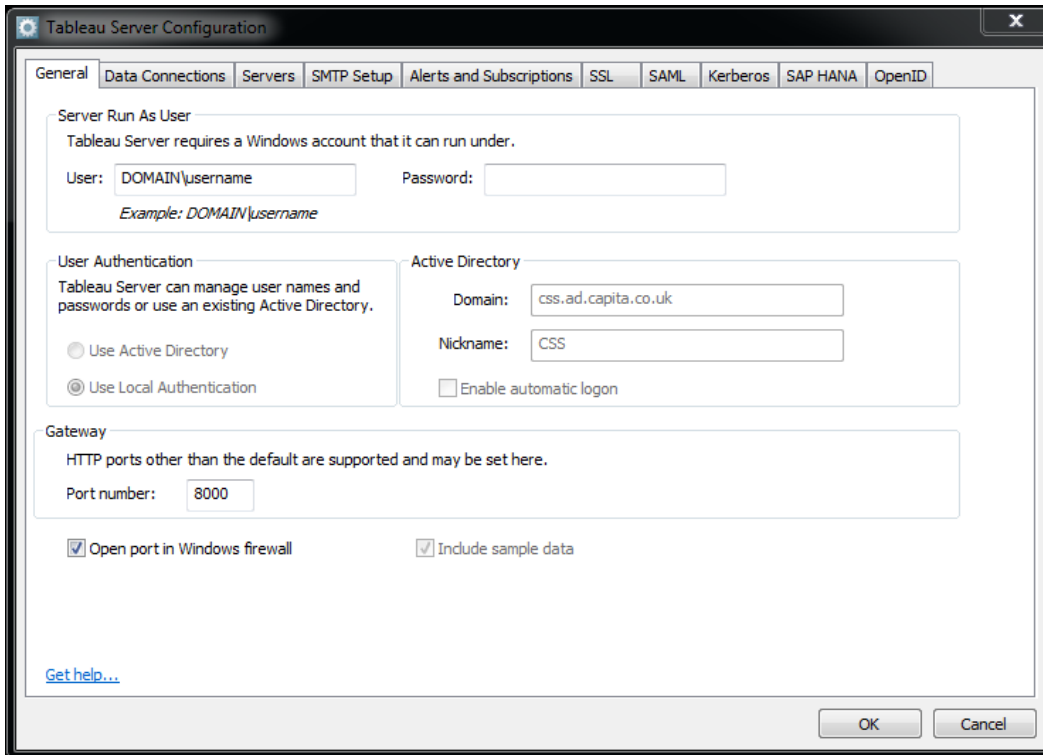 Tableau Server Configuration
X
General Data Connections Servers SMTP Setup Alerts and Subscriptions SSL SAML Kerberos SAP HANA OpenID
Server Run As User
Tableau Server requires a Windows account that it can run under.
User: DOMAIN\username Password:
Example: DOMAIN\username
User Authentication
Tableau Server can manage user names and
passwords or use an existing Active Directory.
Use Active Directory
Use Local Authentication
Active Directory
Domain: css.ad.capita.co.uk
Nickname: CSS
Enable automatic logon
Gateway
HTTP ports other than the default are supported and may be set here.
Port number: 8000
Open port in Windows firewall Include sample data
Get help...
OK Cancel